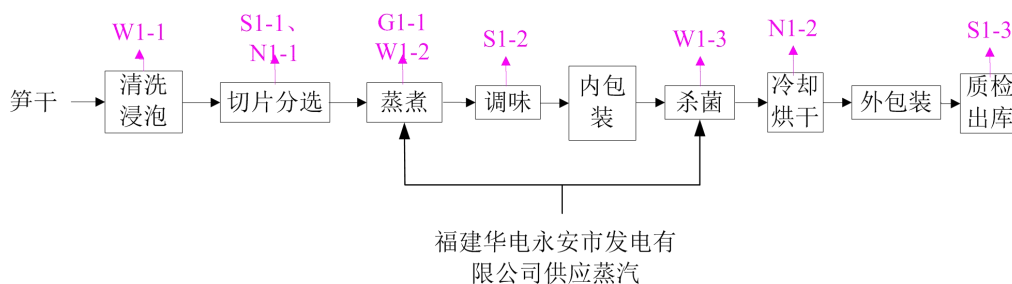 W1-1
S1-1、
N1-1
G1-1
W1-2
S1-2
W1-3
N1-2
S1-3
笋干
清洗
浸泡
切片分选
蒸煮
调味
内包
装
杀菌
冷却
烘干
外包装
质检
出库
福建华电永安市发电有
限公司供应蒸汽